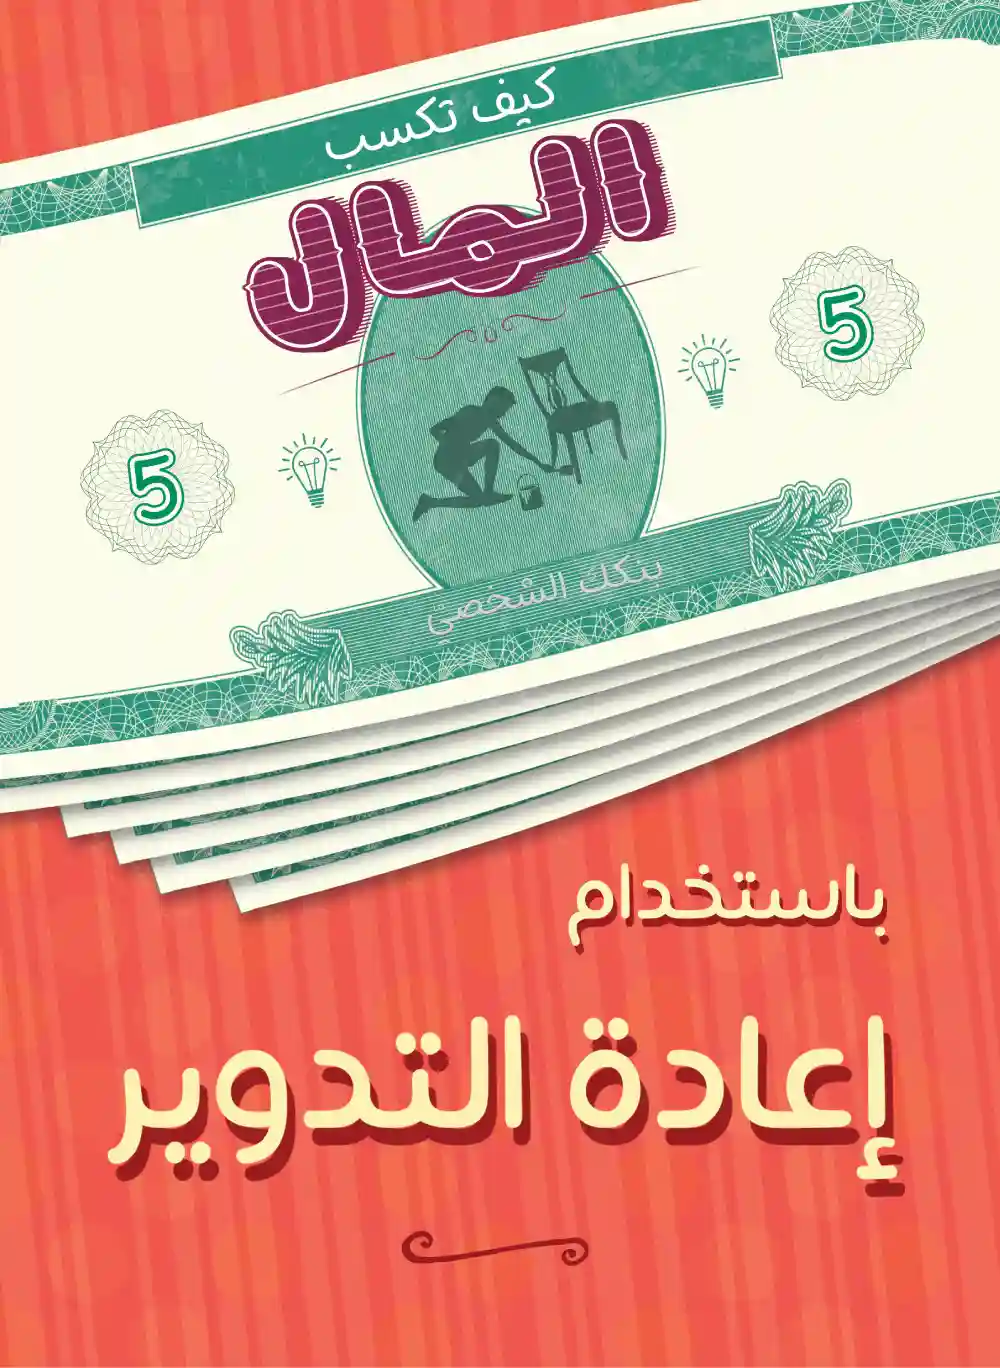 كيف تكسب
المال
5
5
بنكك الشخصيّ
باستخدام
إعادة التدوير